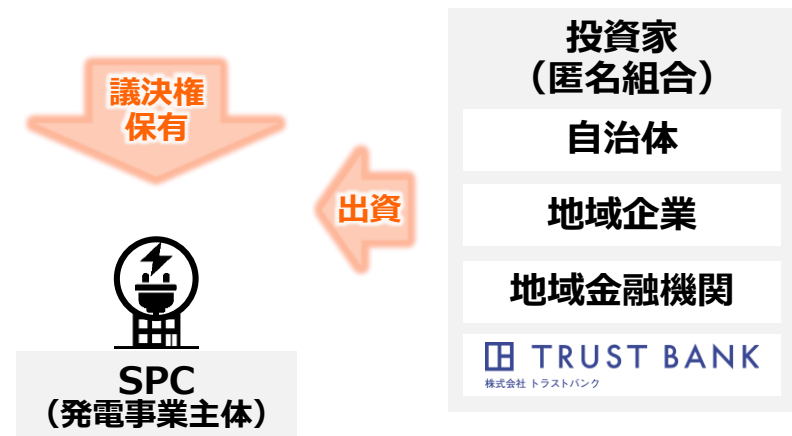 議決権
保有
投資家
（匿名組合）
自治体
地域企業
地域金融機関
TRUST BANK
株式会社 トラストバンク
出資
SPC
（発電事業主体）